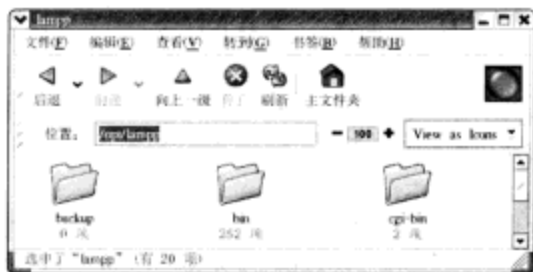 lampp
文件(F) 编辑(E) 查看(V) 转到(G) 书签(B) 帮助(H)
后退 前进 向上一级 停止 刷新 主文件夹
位置: /opt/lampp 100 View as Icons
backup bin cgi-bin
0 项 252 项 2 项
选中了"lampp" (有 20 项)